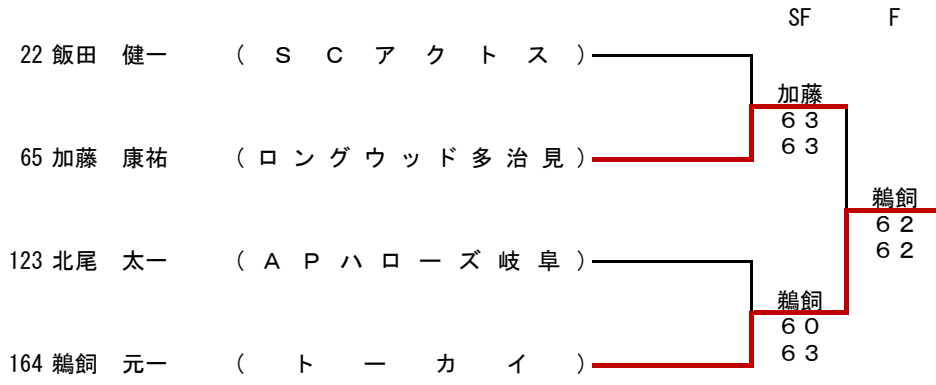 SF F
22 飯田 健一 (ＳＣアクトス)
加藤
６３
６３
65 加藤 康祐 (ロングウッド多治見)
鵜飼
６２
６２
123 北尾 太一 (ＡＰハローズ岐阜)
鵜飼
６０
６３
164 鵜飼 元一 (トーカイ)